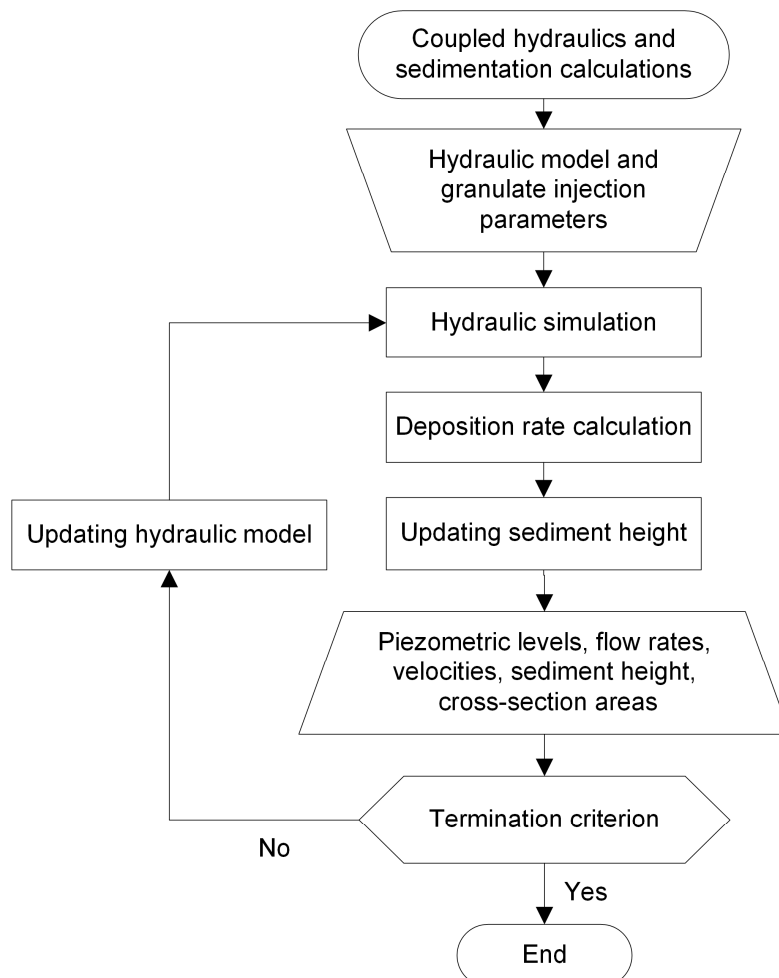 Coupled hydraulics and
sedimentation calculations
Hydraulic model and
granulate injection
parameters
Hydraulic simulation
Deposition rate calculation
Updating hydraulic model
Updating sediment height
Piezometric levels, flow rates,
velocities, sediment height,
cross-section areas
Termination criterion
No
Yes
End